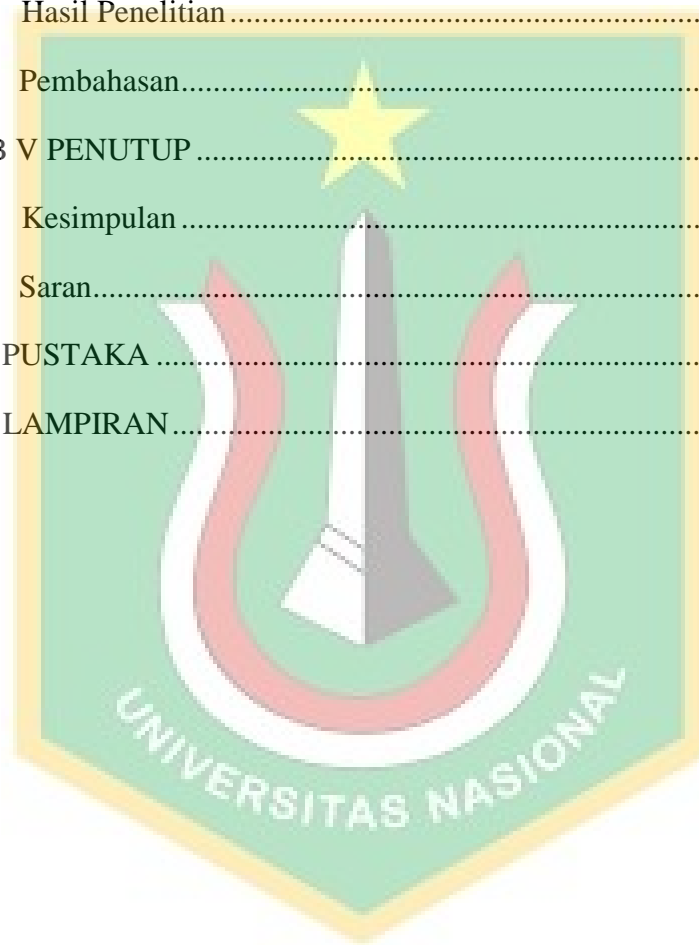 Hasil Penelitian ........................................................
Pembahasan..............................................................
V PENUTUP ............................................................
Kesimpulan ..............................................................
Saran.........................................................................
PUSTAKA ................................................................
LAMPIRAN..............................................................
UNIVERSITAS NASIONAL